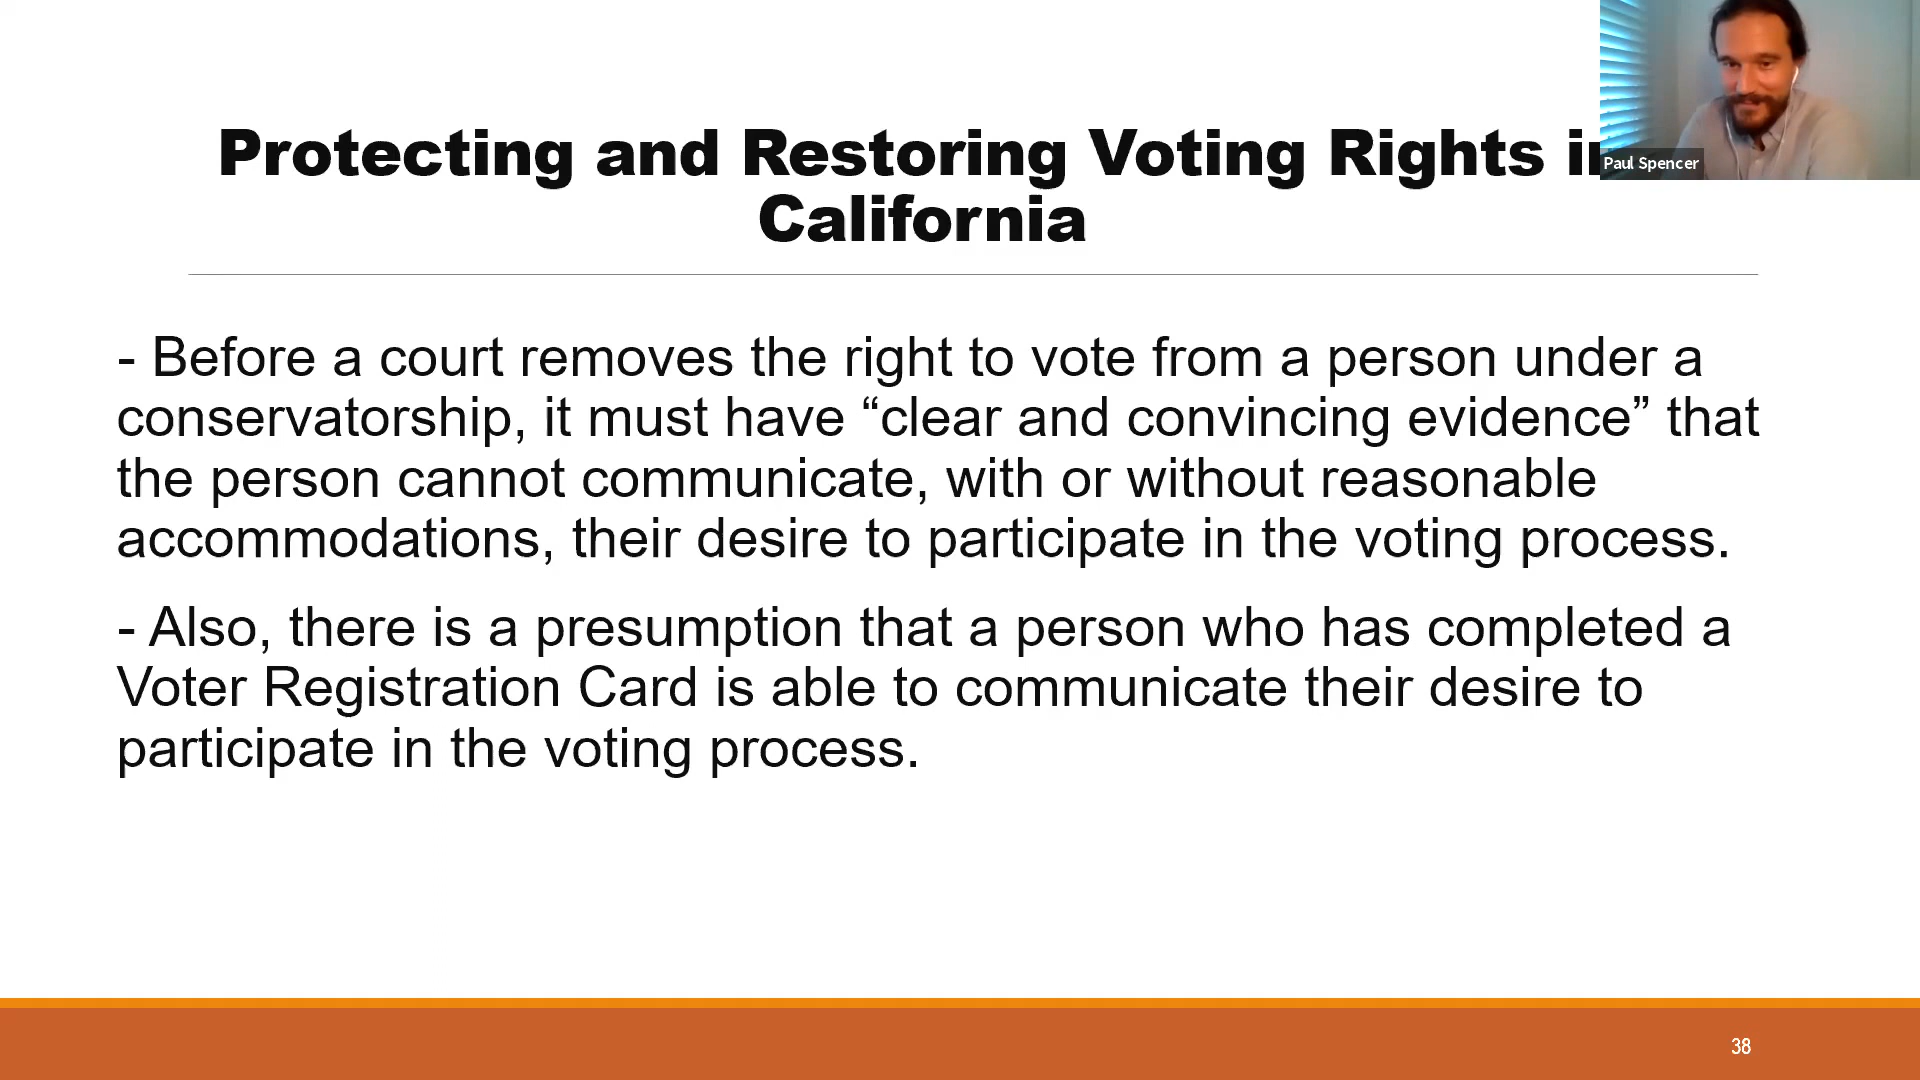 Protecting and Restoring Voting Rights in
California
Paul Spencer
- Before a court removes the right to vote from a person under a
conservatorship, it must have “clear and convincing evidence” that
the person cannot communicate, with or without reasonable
accommodations, their desire to participate in the voting process.
- Also, there is a presumption that a person who has completed a
Voter Registration Card is able to communicate their desire to
participate in the voting process.
38